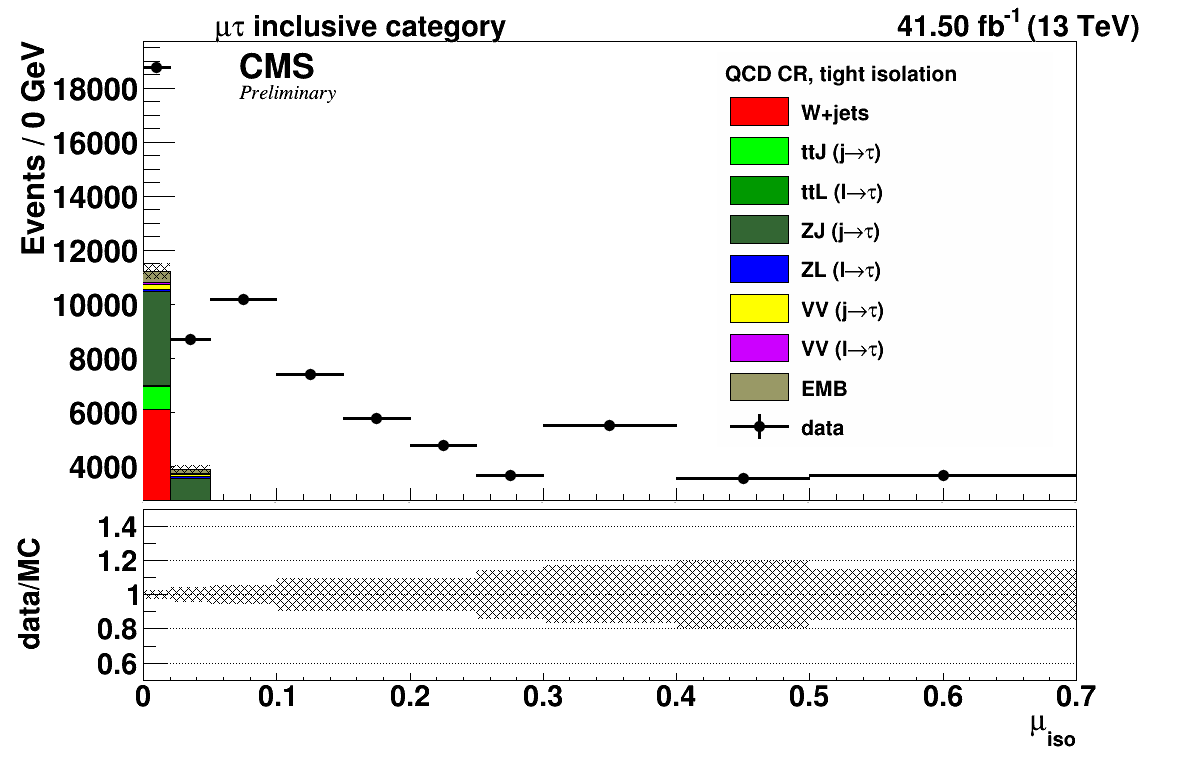 μτ inclusive category
41.50 fb-1 (13 TeV)
CMS
Preliminary
Events / 0 GeV
18000
16000
14000
12000
10000
8000
6000
4000
QCD CR, tight isolation
W+jets
ttJ (j→τ)
ttL (l→τ)
ZJ (j→τ)
ZL (l→τ)
VV (j→τ)
VV (l→τ)
EMB
data
data/MC
1.4
1.2
1
0.8
0.6
0 0.1 0.2 0.3 0.4 0.5 0.6 0.7
μiso